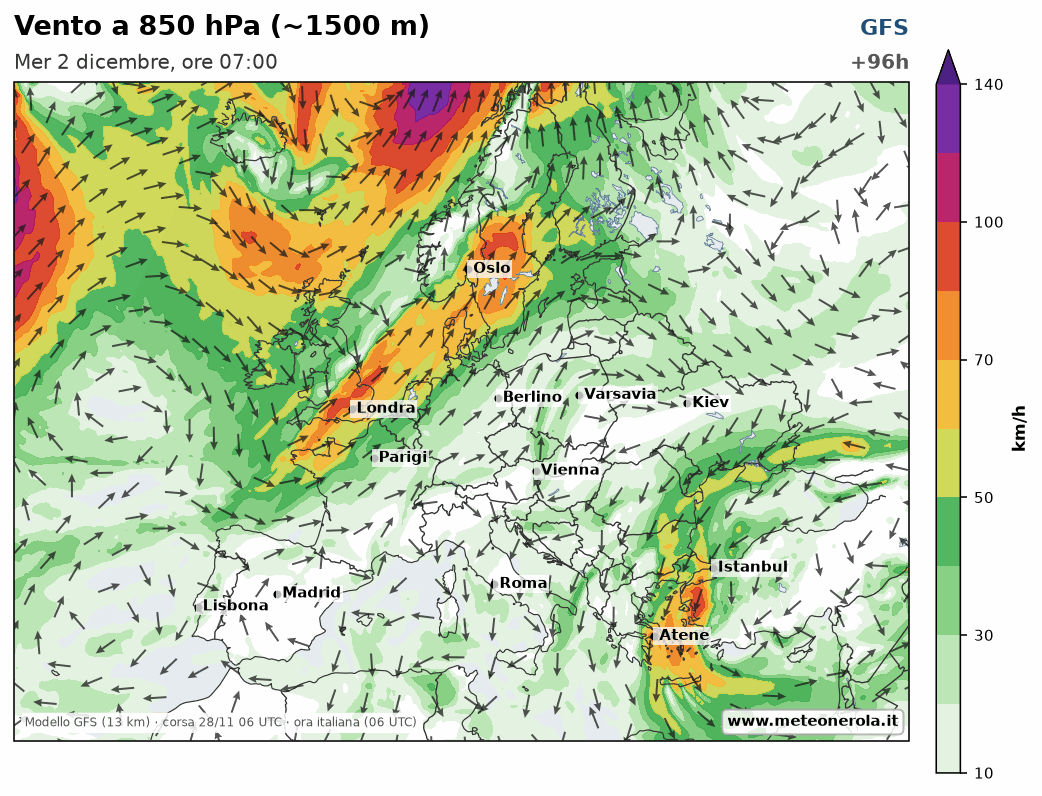 Vento a 850 hPa (~1500 m)
GFS
Mer 2 dicembre, ore 07:00
+96h
140
100
70
50
30
10
km/h
Oslo
Londra
Berlino
Varsavia
Kiev
Parigi
Vienna
Istanbul
Roma
Madrid
Lisbona
Atene
Modello GFS (13 km) · corsa 28/11 06 UTC · ora italiana (06 UTC)
www.meteonerola.it